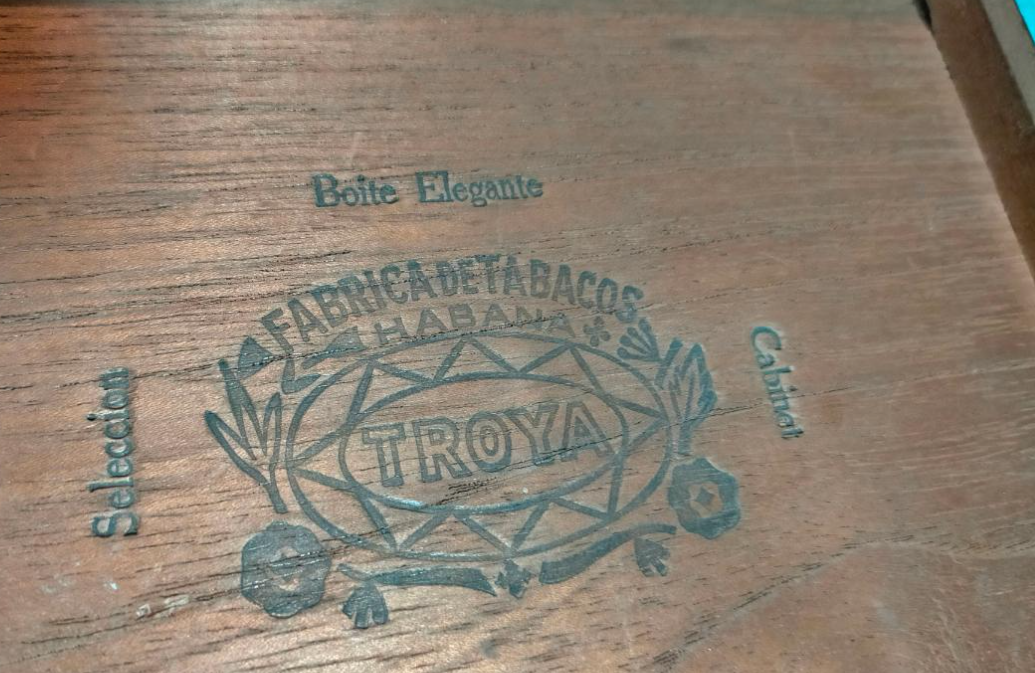 Boite Elegante
FABRICA DE TABACOS
HABANA
TROYA
Seleccion
Cabinet